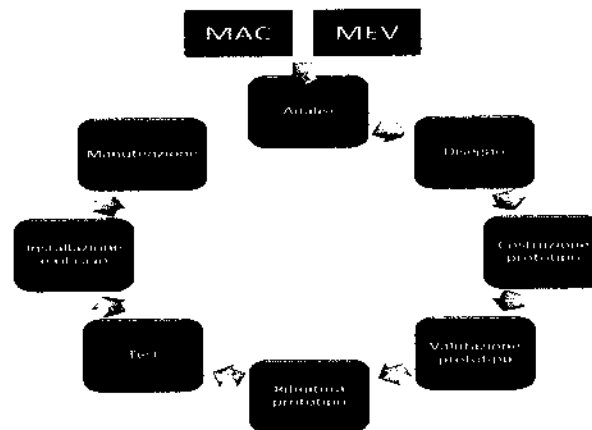 MAC
MEV
Analisi
Disegno
Costruzione
prototipo
Valutazione
prototipo
prototipo
Test
Installazione
Manutenzione